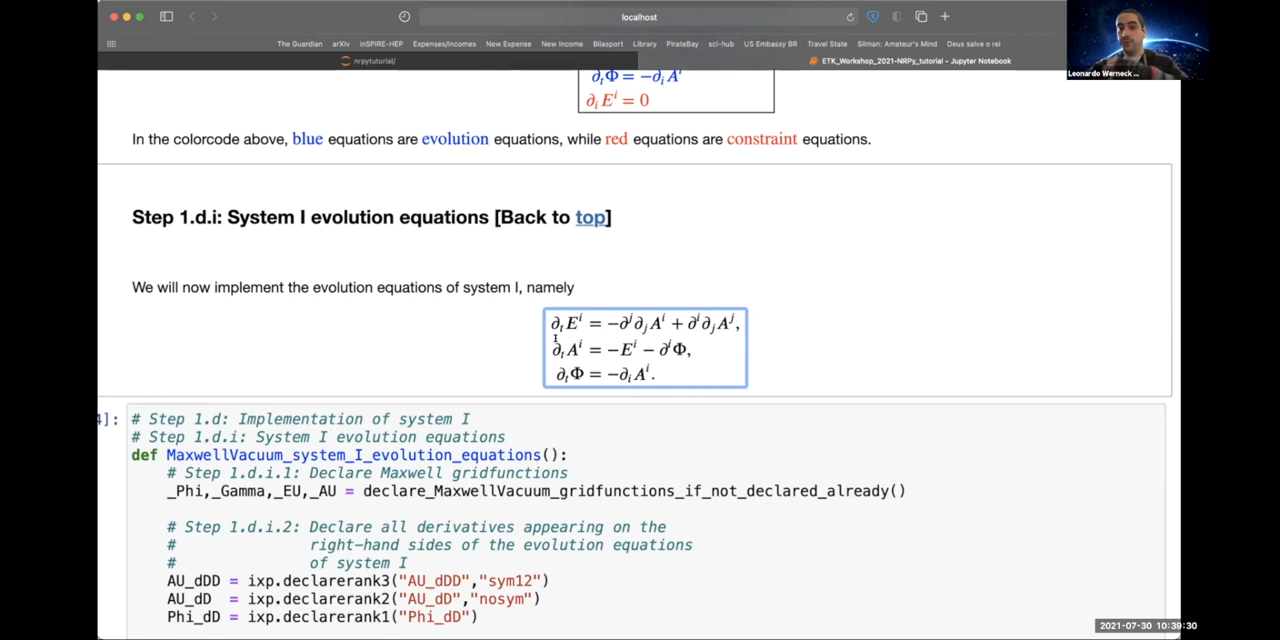 localhost
The Guardian arXiv inSPIRE-HEP Expenses/Incomes New Expense New Income Bilasport Library PirateBay sci-hub US Embassy BR Travel State Silman: Amateur's Mind Deus salve o rei
nrpytutorial/
ETK_Workshop_2021-NRPy_tutorial - Jupyter Notebook
Leonardo Werneck ...
∂ₜΦ = −∂ᵢAⁱ
∂ᵢEⁱ = 0
In the colorcode above, blue equations are evolution equations, while red equations are constraint equations.
Step 1.d.i: System I evolution equations [Back to top]
We will now implement the evolution equations of system I, namely
∂ₜEⁱ = −∂ʲ∂ⱼAⁱ + ∂ⁱ∂ⱼAʲ,
∂ₜAⁱ = −Eⁱ − ∂ⁱΦ,
∂ₜΦ = −∂ᵢAⁱ.
4]:
# Step 1.d: Implementation of system I
# Step 1.d.i: System I evolution equations
def MaxwellVacuum_system_I_evolution_equations():
# Step 1.d.i.1: Declare Maxwell gridfunctions
_Phi,_Gamma,_EU,_AU = declare_MaxwellVacuum_gridfunctions_if_not_declared_already()
# Step 1.d.i.2: Declare all derivatives appearing on the
# right-hand sides of the evolution equations
# of system I
AU_dDD = ixp.declarerank3("AU_dDD","sym12")
AU_dD = ixp.declarerank2("AU_dD","nosym")
Phi_dD = ixp.declarerank1("Phi_dD")
2021-07-30 10:39:30